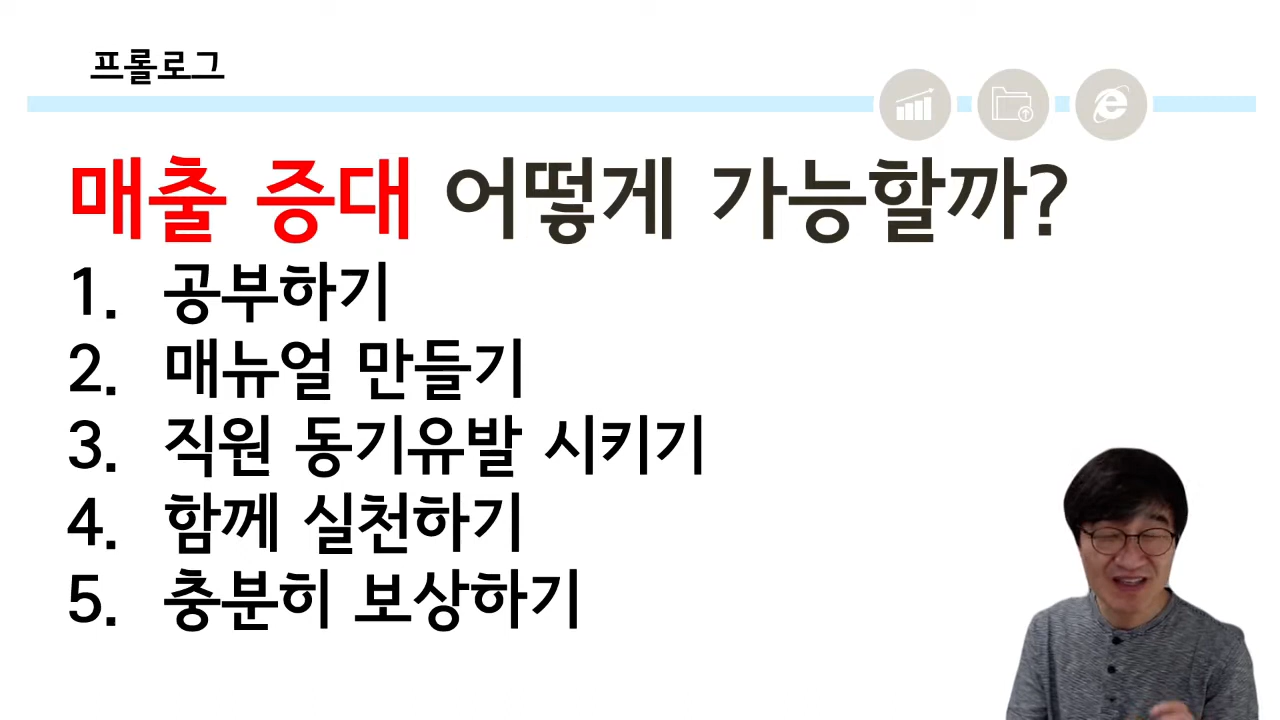 프롤로그
매출 증대 어떻게 가능할까?
1. 공부하기
2. 매뉴얼 만들기
3. 직원 동기유발 시키기
4. 함께 실천하기
5. 충분히 보상하기